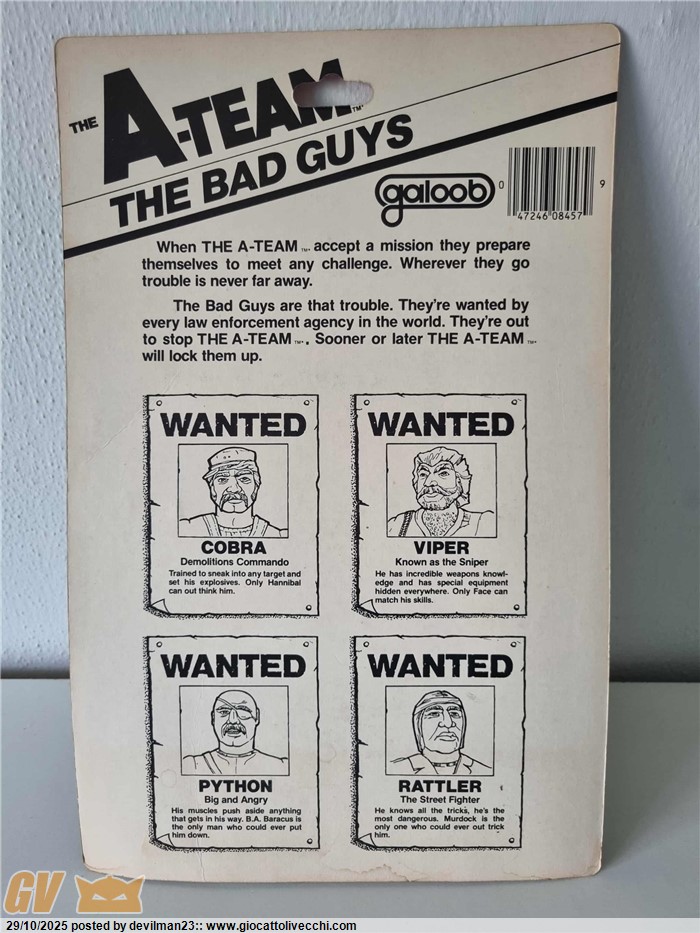 THE A-TEAM™
THE BAD GUYS
galoob
0 47246 08457 9
When THE A-TEAM™ accept a mission they prepare
themselves to meet any challenge. Wherever they go
trouble is never far away.
The Bad Guys are that trouble. They're wanted by
every law enforcement agency in the world. They're out
to stop THE A-TEAM™. Sooner or later THE A-TEAM™
will lock them up.
WANTED
COBRA
Demolitions Commando
Trained to sneak into any target and
set his explosives. Only Hannibal
can out think him.
WANTED
VIPER
Known as the Sniper
He has incredible weapons knowl-
edge and has special equipment
hidden everywhere. Only Face can
match his skills.
WANTED
PYTHON
Big and Angry
His muscles push aside anything
that gets in his way. B.A. Baracus is
the only man who could ever put
him down.
WANTED
RATTLER
The Street Fighter
He knows all the tricks, he's the
most dangerous. Murdock is the
only one who could ever out trick
him.
GV
29/10/2025 posted by devilman23:: www.giocattolivecchi.com